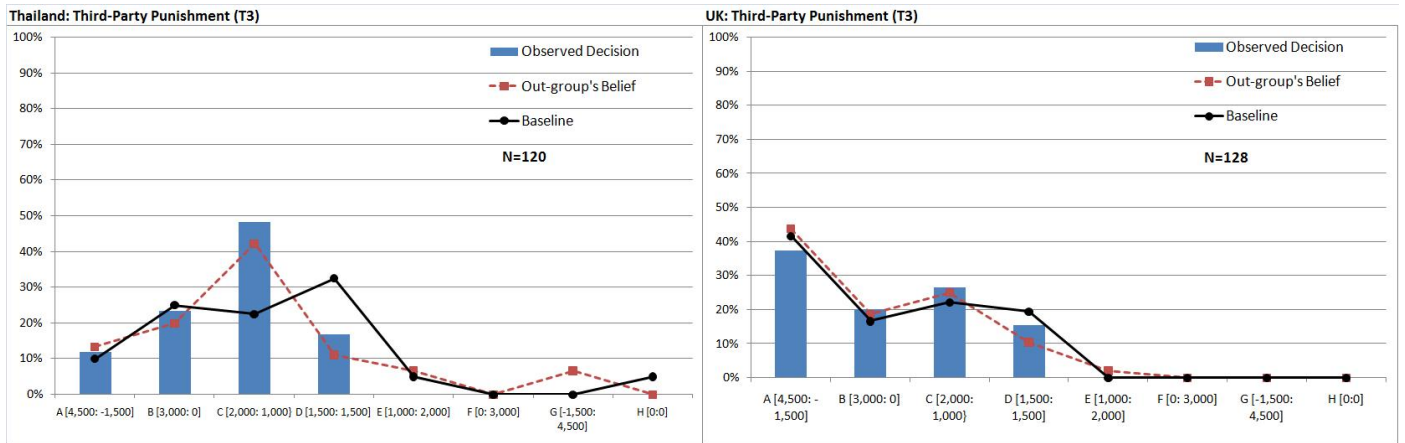 Thailand: Third-Party Punishment (T3)
100%
90%
80%
70%
60%
50%
40%
30%
20%
10%
0%
Observed Decision
Out-group's Belief
Baseline
N=120
A [4,500: -1,500]
B [3,000: 0]
C [2,000: 1,000]
D [1,500: 1,500]
E [1,000: 2,000]
F [0: 3,000]
G [-1,500:
4,500]
H [0:0]
UK: Third-Party Punishment (T3)
100%
90%
80%
70%
60%
50%
40%
30%
20%
10%
0%
Observed Decision
Out-group's Belief
Baseline
N=128
A [4,500: -
1,500]
B [3,000: 0]
C [2,000:
1,000]
D [1,500:
1,500]
E [1,000:
2,000]
F [0: 3,000]
G [-1,500:
4,500]
H [0:0]